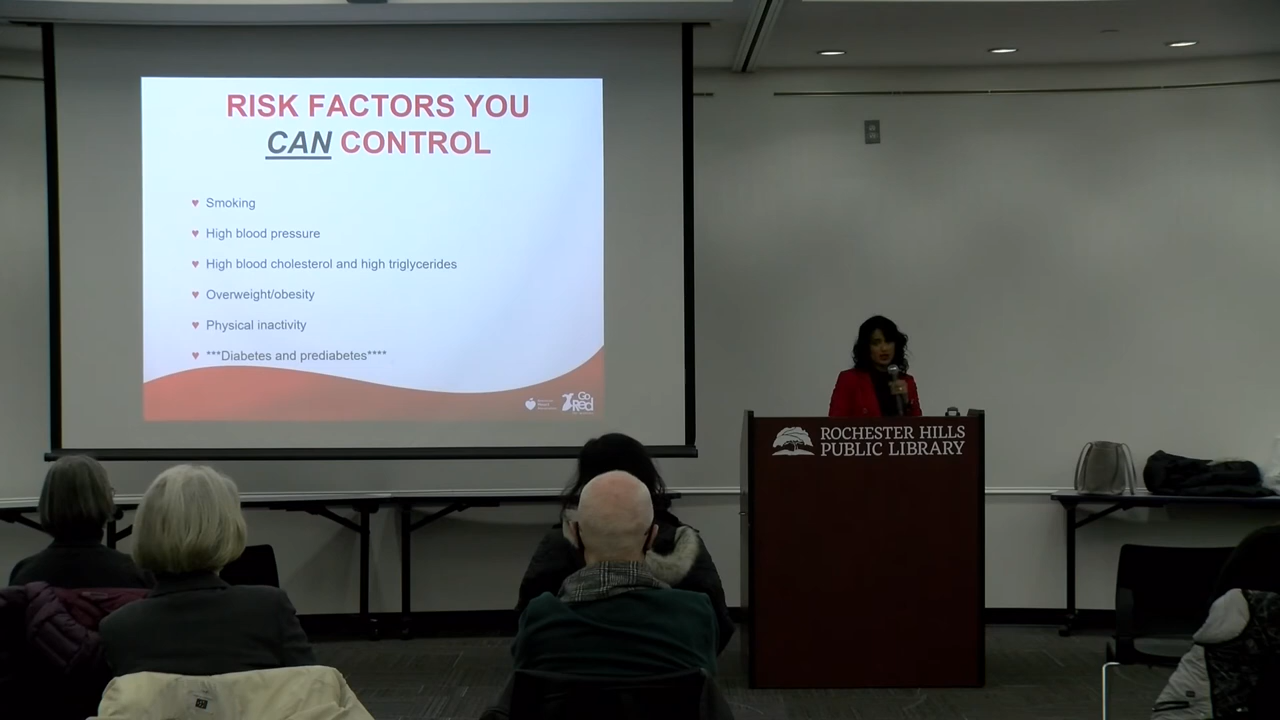 RISK FACTORS YOU
CAN CONTROL
♥ Smoking
♥ High blood pressure
♥ High blood cholesterol and high triglycerides
♥ Overweight/obesity
♥ Physical inactivity
♥ ***Diabetes and prediabetes****
Go
Red
ROCHESTER HILLS
PUBLIC LIBRARY